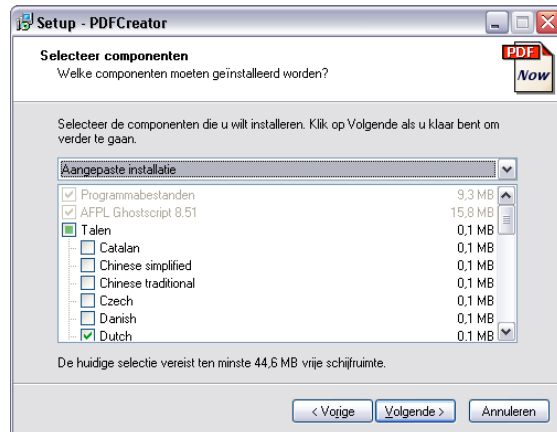 Setup - PDFCreator
Selecteer componenten
Welke componenten moeten geïnstalleerd worden?
PDF
Now
Selecteer de componenten die u wilt installeren. Klik op Volgende als u klaar bent om
verder te gaan.
Aangepaste installatie
Programmabestanden 9,3 MB
AFPL Ghostscript 8.51 15,8 MB
Talen 0,1 MB
Catalan 0,1 MB
Chinese simplified 0,1 MB
Chinese traditional 0,1 MB
Czech 0,1 MB
Danish 0,1 MB
Dutch 0,1 MB
De huidige selectie vereist ten minste 44,6 MB vrije schijfruimte.
< Vorige Volgende > Annuleren